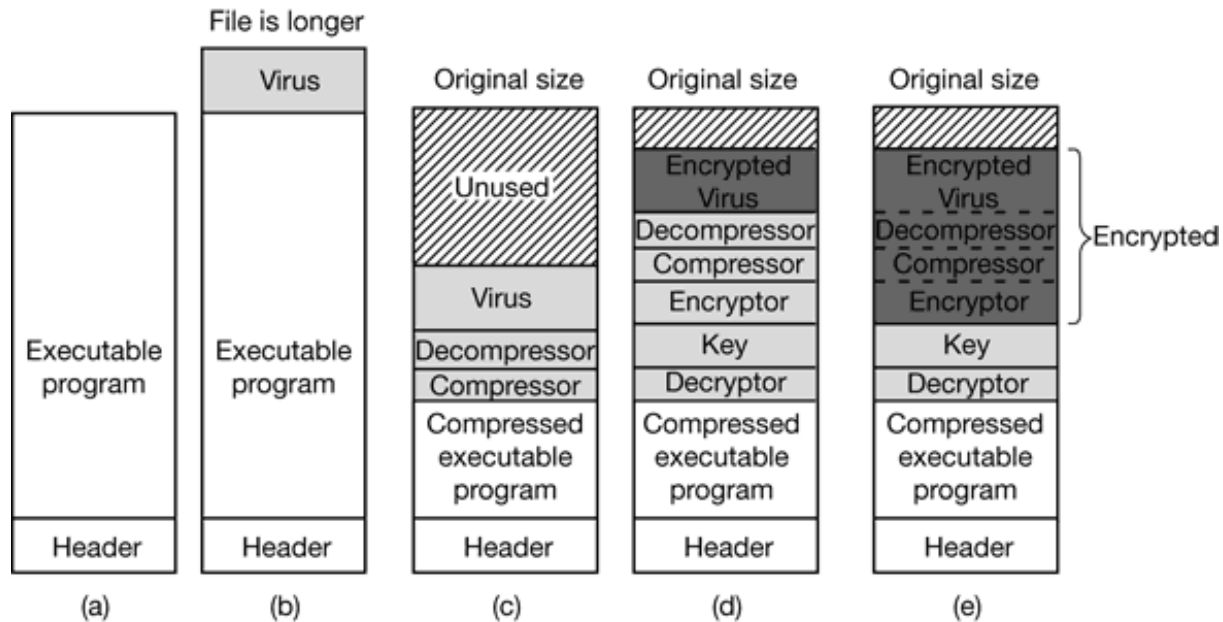 File is longer
Virus
Executable
program
Header
(a)
Executable
program
Header
(b)
Original size
Unused
Virus
Decompressor
Compressor
Compressed
executable
program
Header
(c)
Original size
Encrypted
Virus
Decompressor
Compressor
Encryptor
Key
Decryptor
Compressed
executable
program
Header
(d)
Original size
Encrypted
Virus
Decompressor
Compressor
Encryptor
Encrypted
Key
Decryptor
Compressed
executable
program
Header
(e)